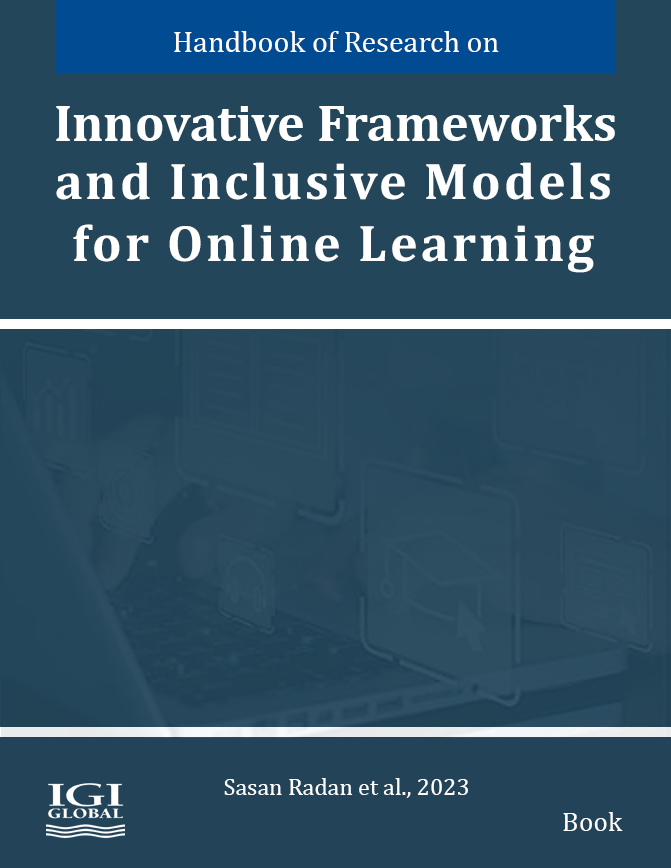 Handbook of Research on
Innovative Frameworks
and Inclusive Models
for Online Learning
Sasan Radan et al., 2023
IGI
GLOBAL
Book